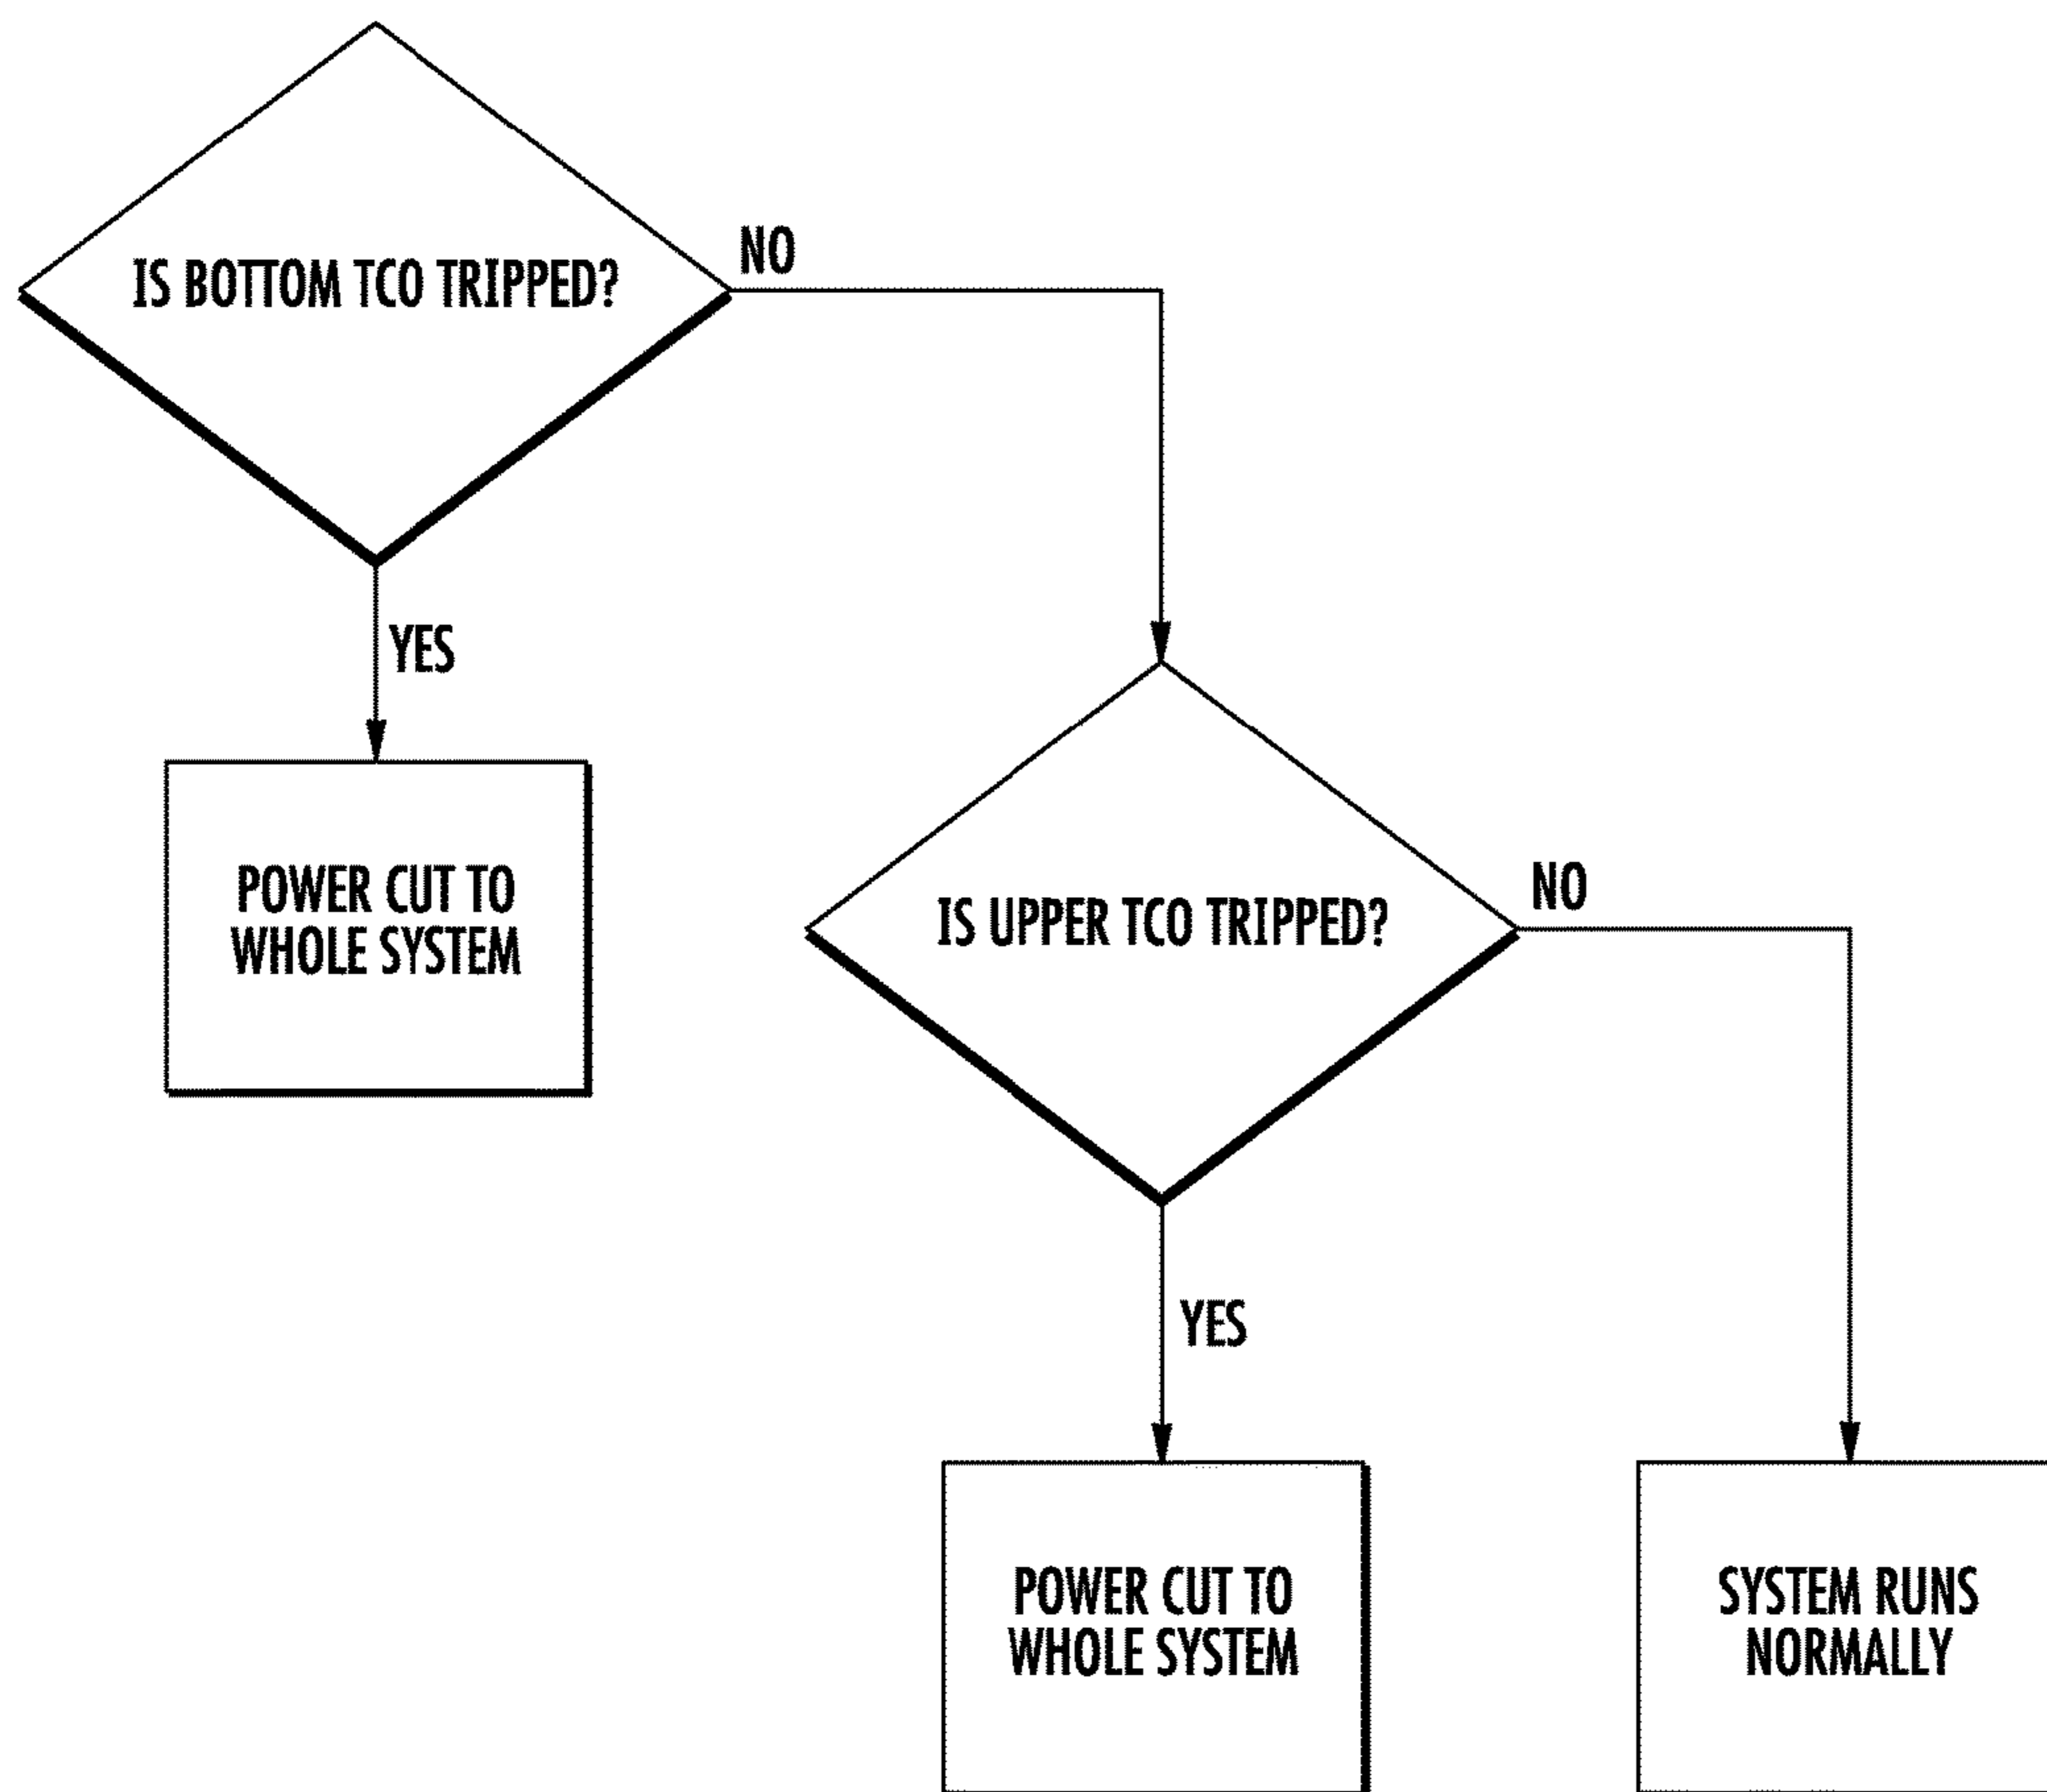 IS BOTTOM TCO TRIPPED?
NO
YES
POWER CUT TO
WHOLE SYSTEM
IS UPPER TCO TRIPPED?
NO
YES
POWER CUT TO
WHOLE SYSTEM
SYSTEM RUNS
NORMALLY